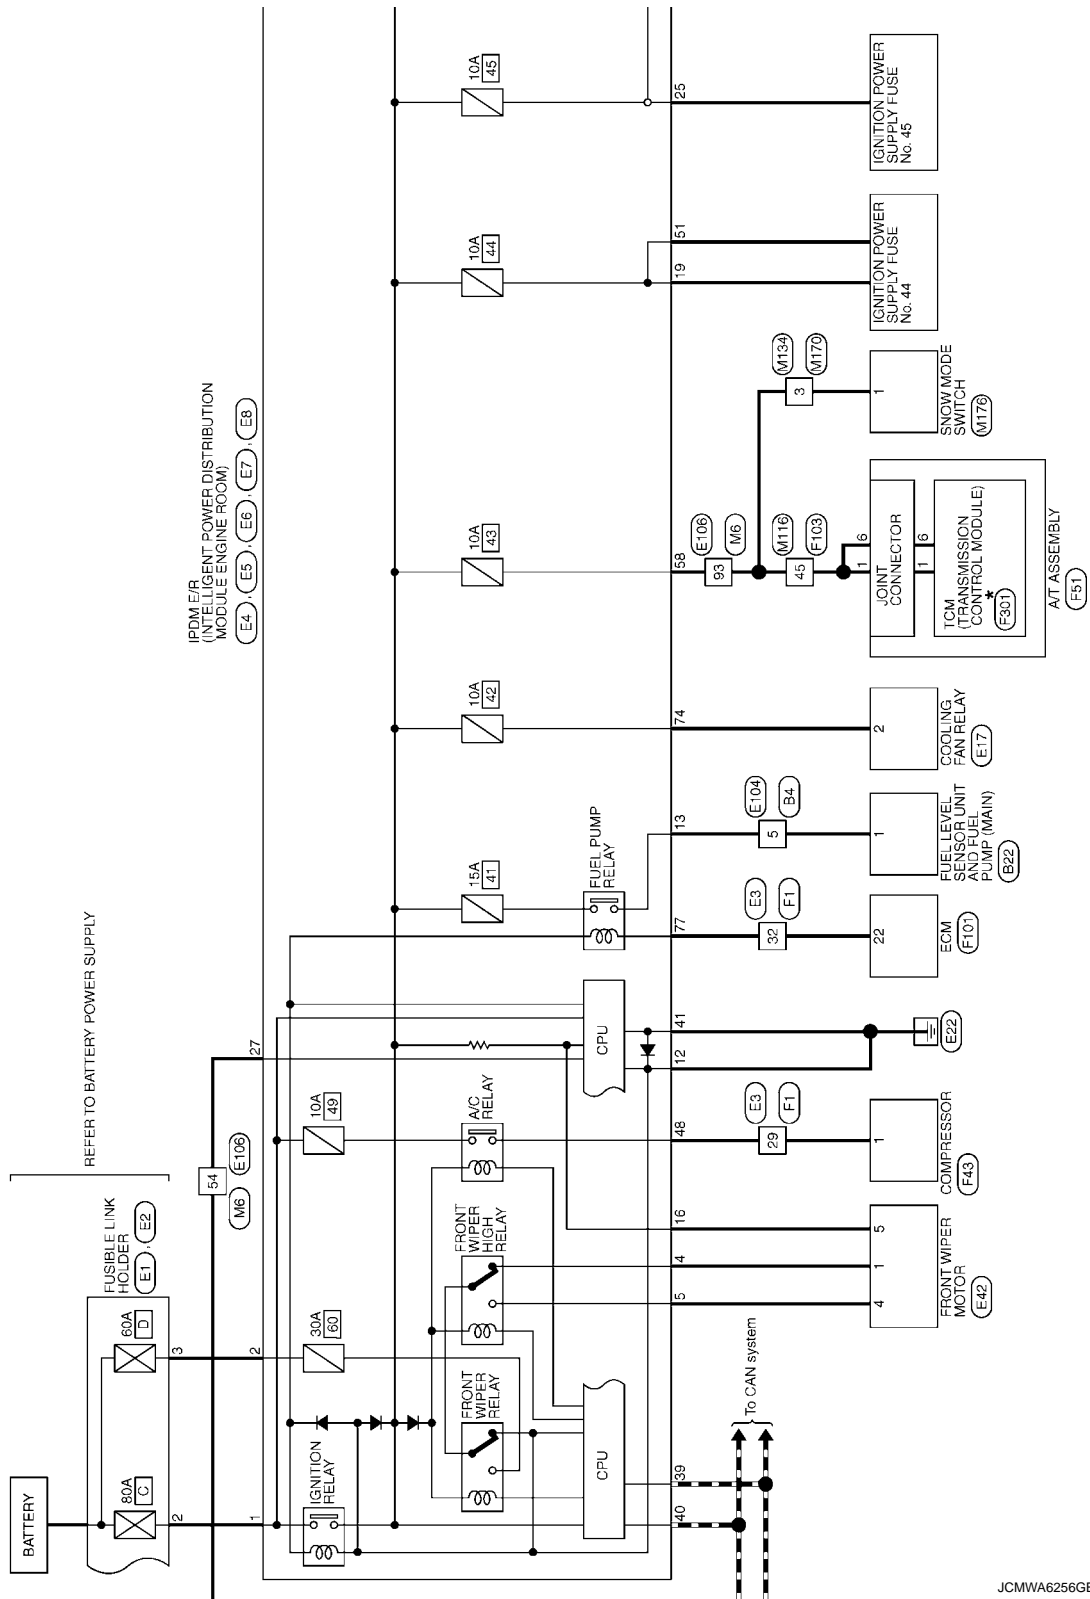 REFER TO BATTERY POWER SUPPLY
BATTERY
FUSIBLE LINK
HOLDER
E1 , E2
80A
C
60A
D
2
3
54
M6
E106
IPDM E/R
(INTELLIGENT POWER DISTRIBUTION
MODULE ENGINE ROOM)
E4 , E5 , E6 , E7 , E8
1
2
27
IGNITION
RELAY
30A
60
10A
49
FRONT
WIPER
RELAY
FRONT
WIPER
HIGH
RELAY
A/C
RELAY
CPU
CPU
15A
41
FUEL PUMP
RELAY
10A
42
10A
43
10A
44
10A
45
40
39
5
4
16
48
12
41
77
13
74
58
19
51
25
To CAN system
4
1
5
FRONT WIPER
MOTOR
E42
29
E3
F1
1
COMPRESSOR
F43
E22
32
E3
F1
22
ECM
F101
5
E104
B4
1
FUEL LEVEL
SENSOR UNIT
AND FUEL
PUMP (MAIN)
B22
2
COOLING
FAN RELAY
E17
93
E106
M6
45
M116
F103
1
6
JOINT
CONNECTOR
1
6
TCM
(TRANSMISSION
CONTROL MODULE)
*
F301
A/T ASSEMBLY
F51
3
M134
M170
1
SNOW MODE
SWITCH
M176
IGNITION POWER
SUPPLY FUSE
No. 44
IGNITION POWER
SUPPLY FUSE
No. 45
JCMWA6256GE